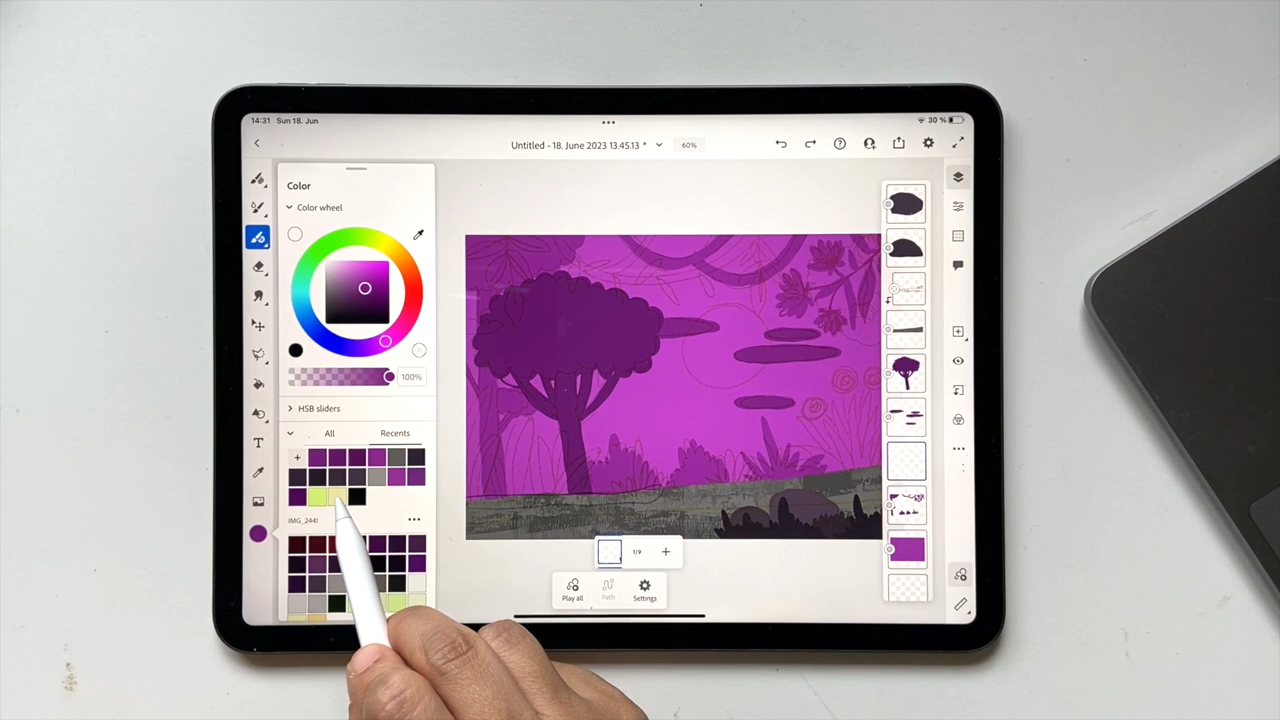 14:31 Sun 18. Jun
30 %
Untitled - 18. June 2023 13.45.13 *
60%
Color
Color wheel
100%
HSB sliders
All Recents
IMG_2441
T
1/9
Play all Path Settings